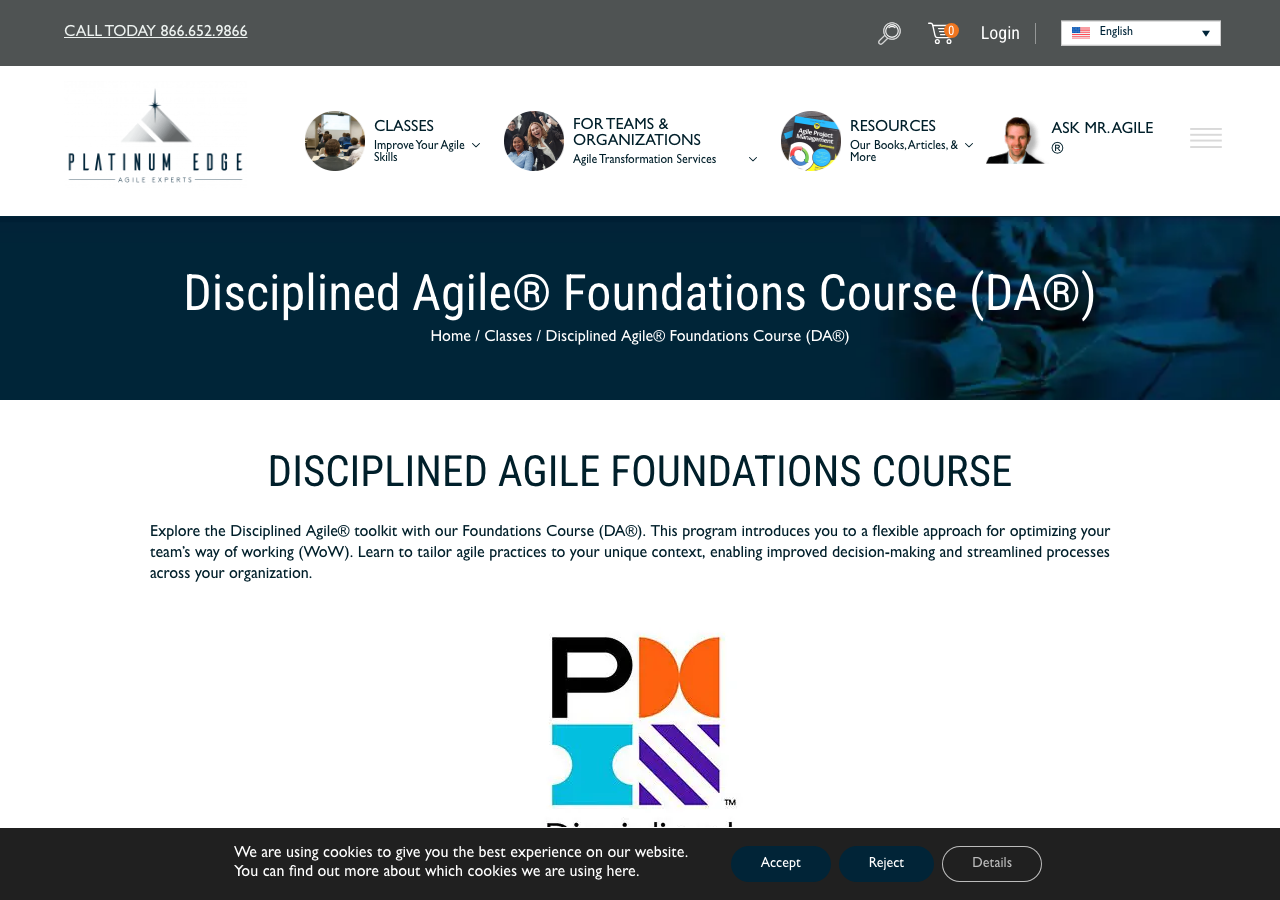 CALL TODAY 866.652.9866
0
Login
English
PLATINUM EDGE
AGILE EXPERTS
CLASSES
Improve Your Agile
Skills
FOR TEAMS &
ORGANIZATIONS
Agile Transformation Services
Agile Project
Management
RESOURCES
Our Books, Articles, &
More
ASK MR. AGILE
®
Disciplined Agile® Foundations Course (DA®)
Home / Classes / Disciplined Agile® Foundations Course (DA®)
DISCIPLINED AGILE FOUNDATIONS COURSE
Explore the Disciplined Agile® toolkit with our Foundations Course (DA®). This program introduces you to a flexible approach for optimizing your
team's way of working (WoW). Learn to tailor agile practices to your unique context, enabling improved decision-making and streamlined processes
across your organization.
TM
We are using cookies to give you the best experience on our website.
You can find out more about which cookies we are using here.
Accept
Reject
Details